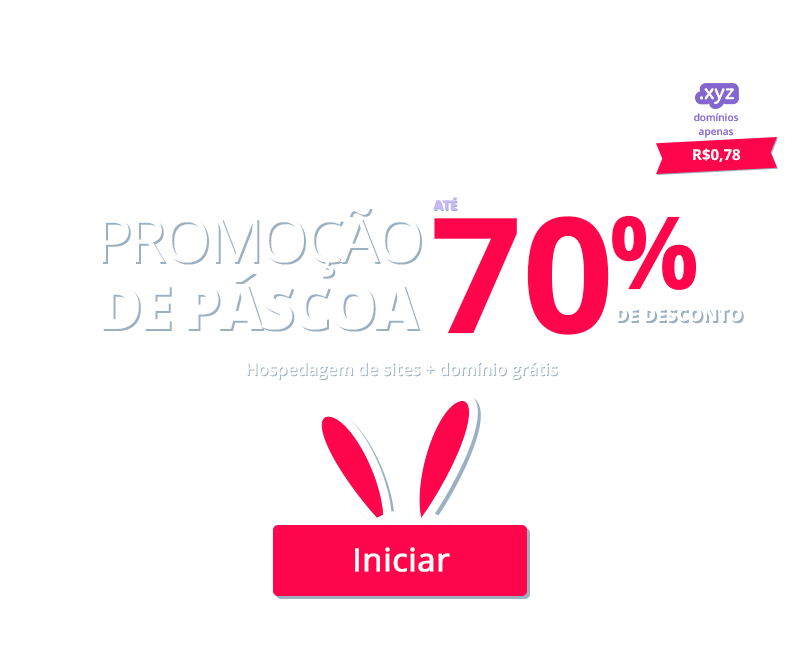 .xyz
domínios
apenas
R$0,78
ATÉ
PROMOÇÃO
DE PÁSCOA
70%
DE DESCONTO
Hospedagem de sites + domínio grátis
Iniciar